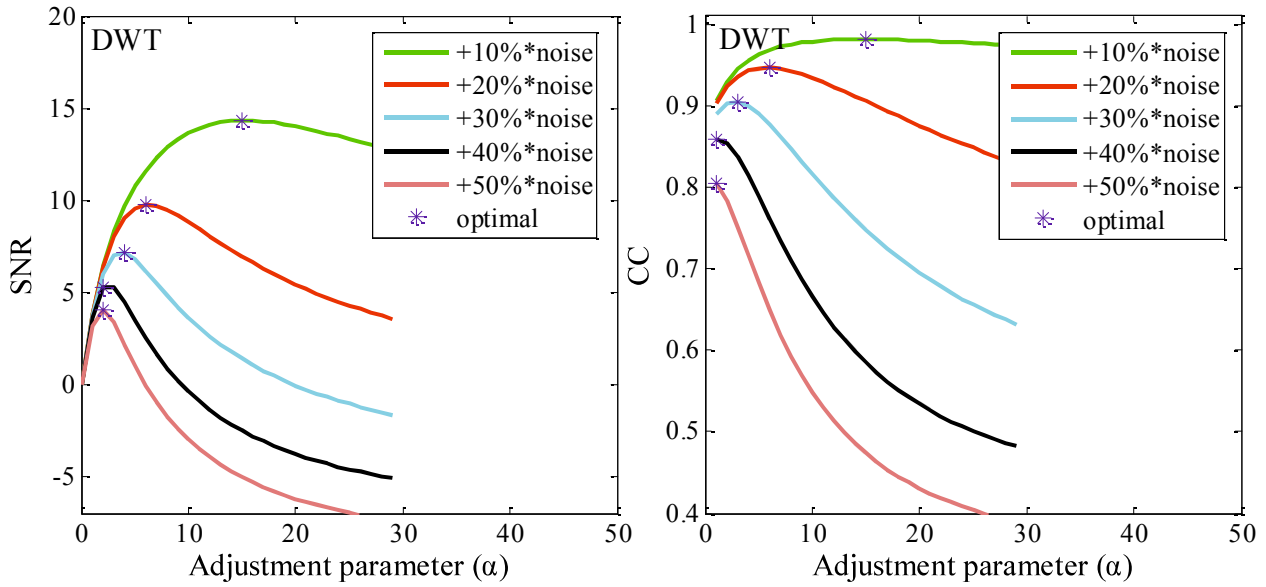 20
15
10
5
0
-5
SNR
DWT
+10%*noise
+20%*noise
+30%*noise
+40%*noise
+50%*noise
optimal
0 10 20 30 40 50
Adjustment parameter (α)
1
0.9
0.8
0.7
0.6
0.5
0.4
CC
DWT
+10%*noise
+20%*noise
+30%*noise
+40%*noise
+50%*noise
optimal
0 10 20 30 40 50
Adjustment parameter (α)